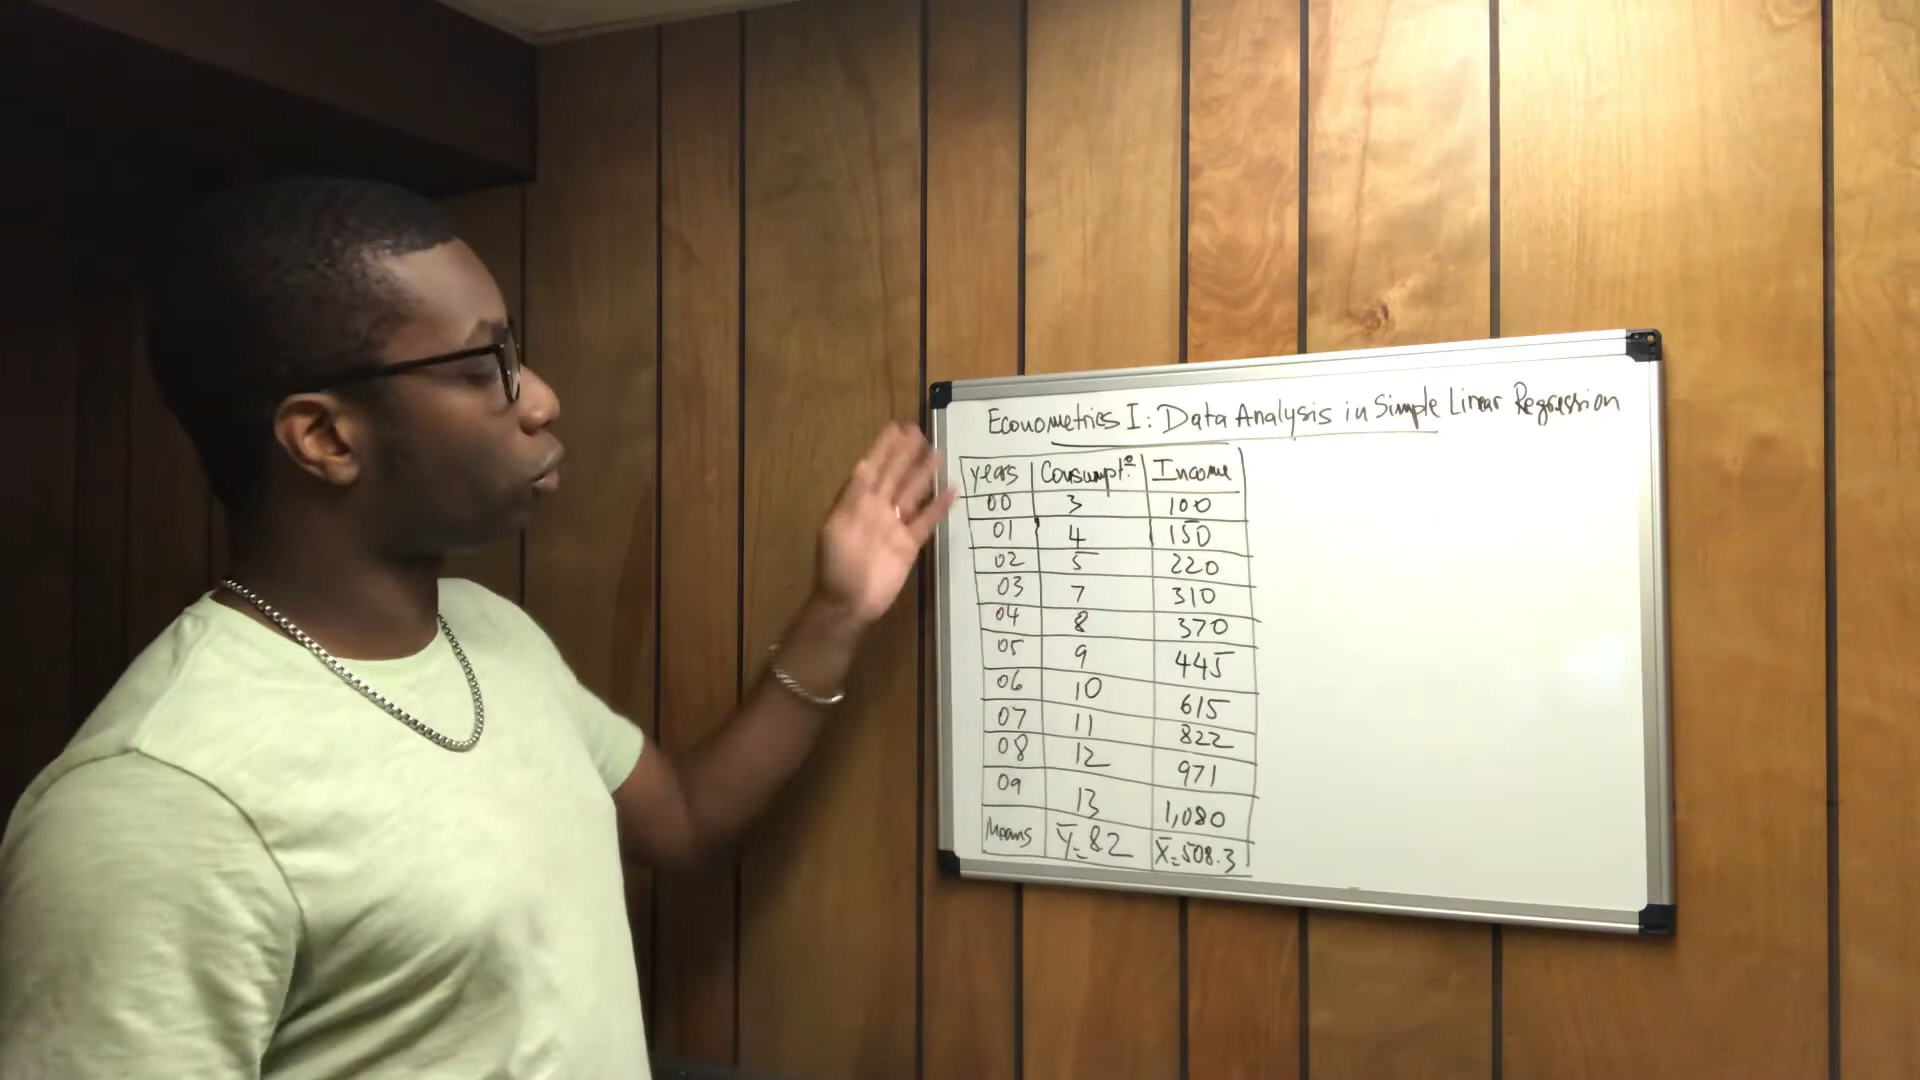 Econometrics I: Data Analysis in Simple Linear Regression
years Consumptº Income
00 3 100
01 4 150
02 5 220
03 7 310
04 8 370
05 9 445
06 10 615
07 11 822
08 12 971
09 13 1,080
Means Y̅=8.2 X̅=508.3